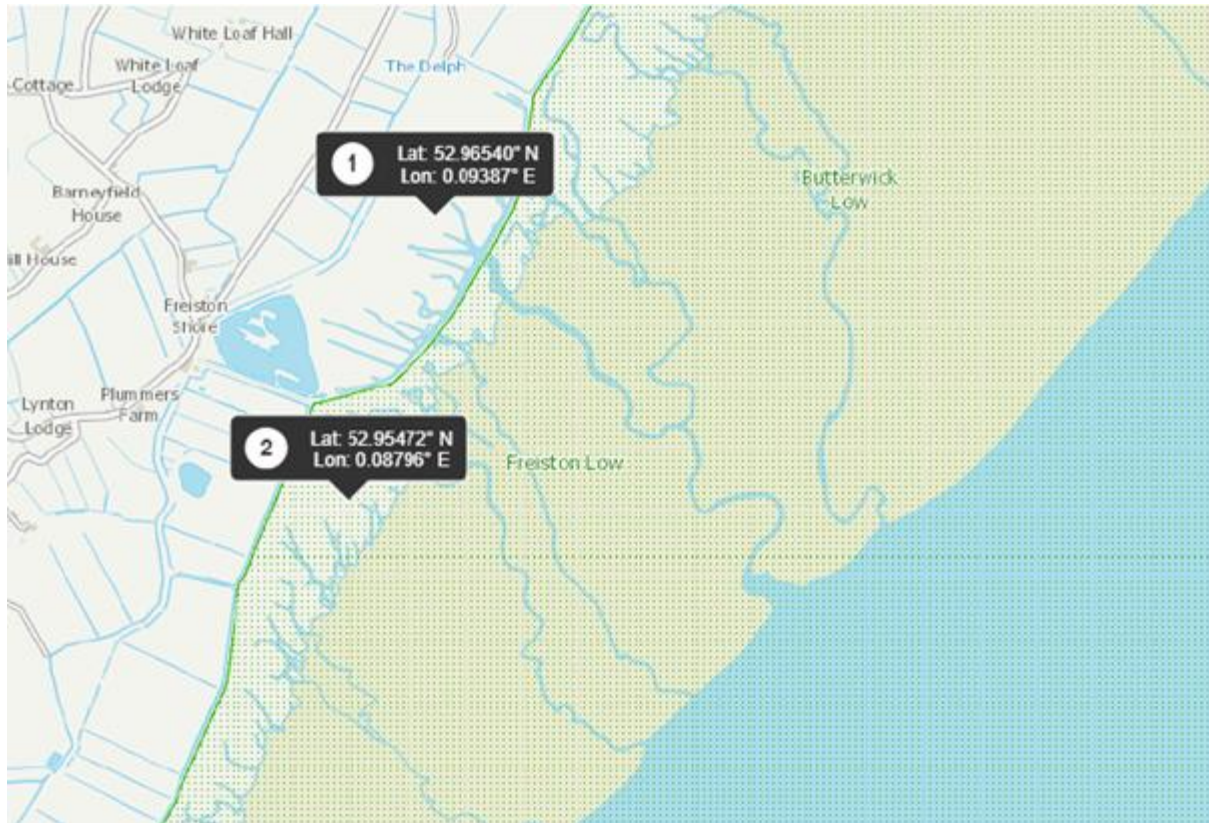 White Loaf Hall
White Loaf
Lodge
The Delph
Cottage
1
Lat: 52.96540° N
Lon: 0.09387° E
Barneyfield
House
Butterwick
Low
ill House
Freiston
Shore
Plummers
Farm
Lynton
Lodge
2
Lat: 52.95472° N
Lon: 0.08796° E
Freiston Low